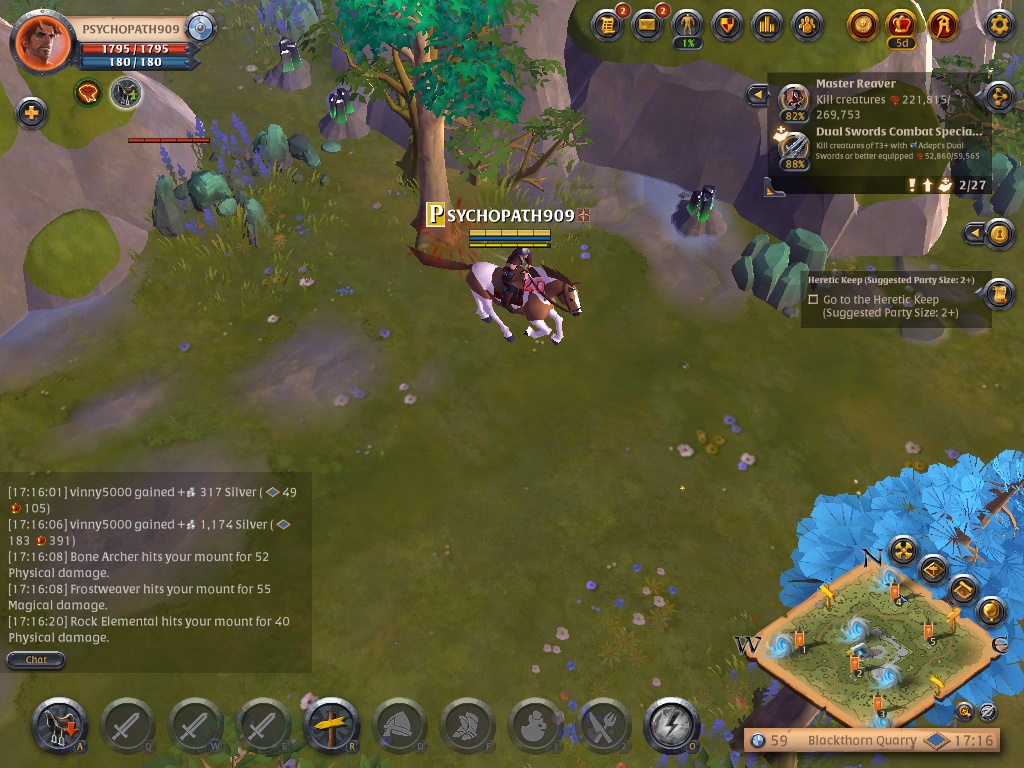 PSYCHOPATH909
1795 / 1795
180 / 180
2
2
1%
5d
Master Reaver
Kill creatures 221,815/
269,753
82%
Dual Swords Combat Specia...
Kill creatures of T3+ with Adept's Dual
Swords or better equipped 52,860/59,565
88%
2/27
PSYCHOPATH909
20
Heretic Keep (Suggested Party Size: 2+)
Go to the Heretic Keep
(Suggested Party Size: 2+)
[17:16:01] vinny5000 gained + 317 Silver ( 49
105)
[17:16:06] vinny5000 gained + 1,174 Silver (
183 391)
[17:16:08] Bone Archer hits your mount for 52
Physical damage.
[17:16:08] Frostweaver hits your mount for 55
Magical damage.
[17:16:20] Rock Elemental hits your mount for 40
Physical damage.
Chat
N
W
E
4
1
5
2
3
A
Q
W
E
R
D
F
1
2
O
59 Blackthorn Quarry 17:16